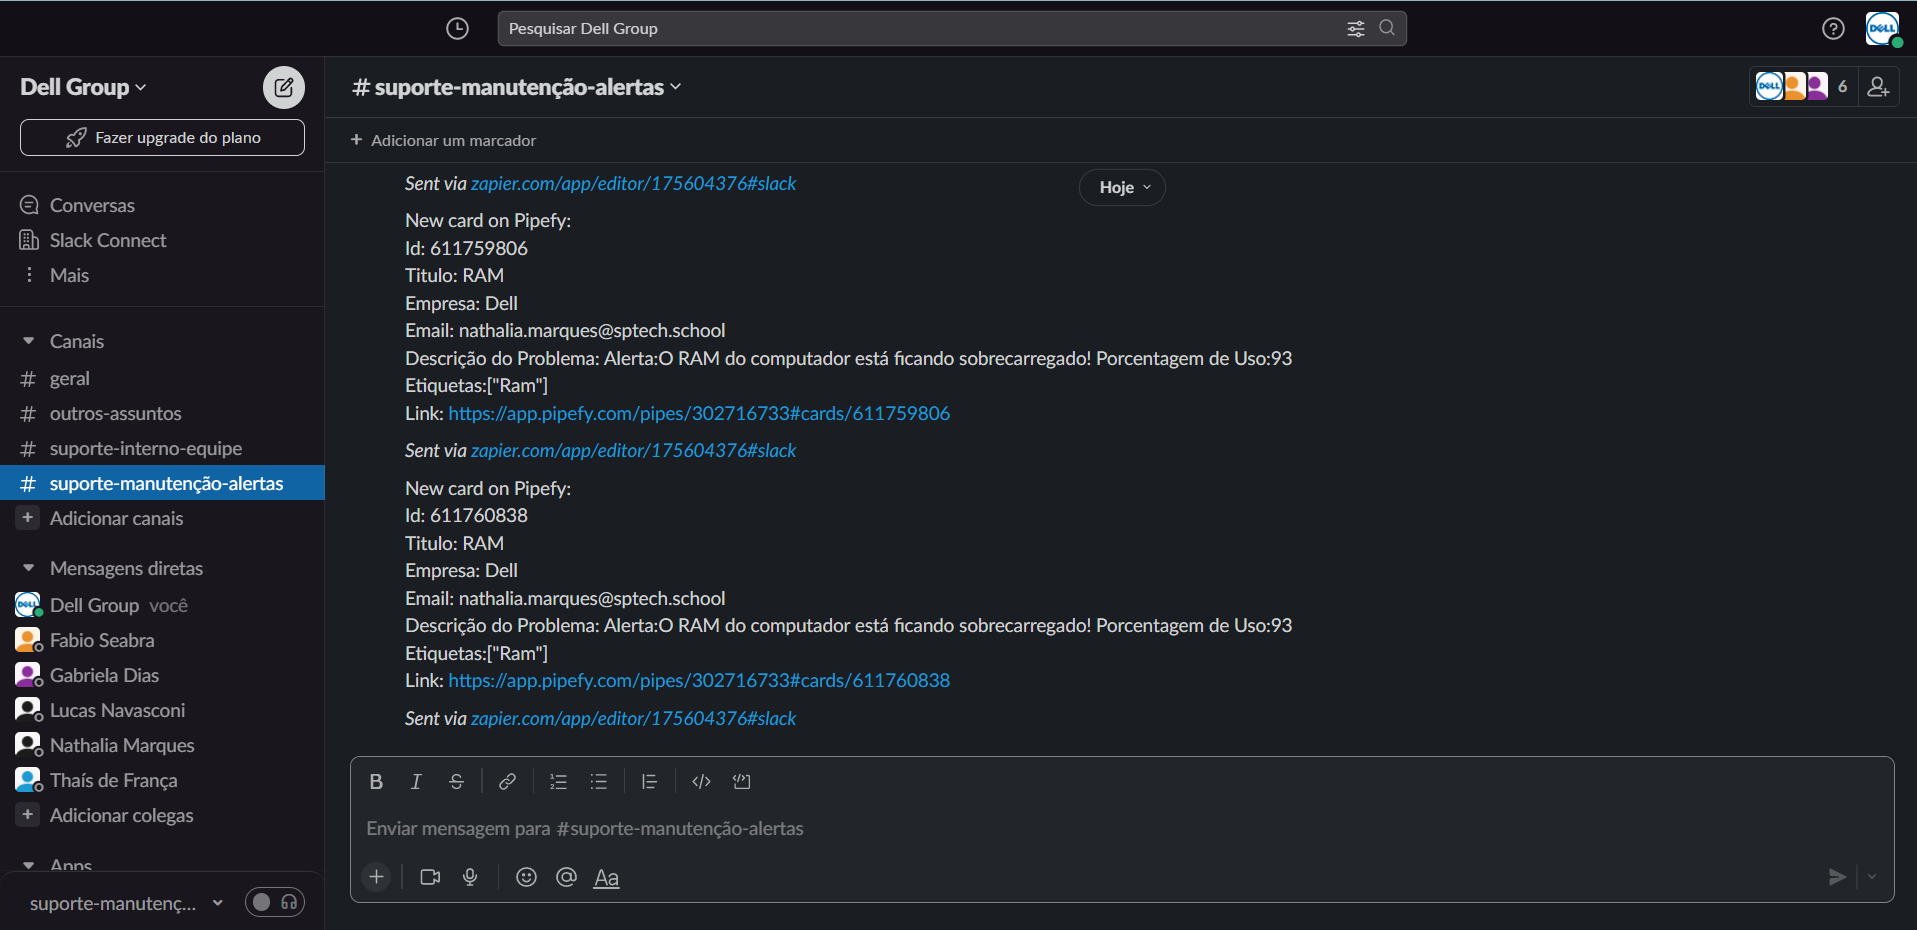 Pesquisar Dell Group
DELL
Dell Group
Fazer upgrade do plano
Conversas
Slack Connect
Mais
Canais
# geral
# outros-assuntos
# suporte-interno-equipe
# suporte-manutenção-alertas
+ Adicionar canais
Mensagens diretas
DELL Dell Group você
Fabio Seabra
Gabriela Dias
Lucas Navasconi
Nathalia Marques
Thaís de França
+ Adicionar colegas
Apps
suporte-manutenç...
# suporte-manutenção-alertas
DELL 6
+ Adicionar um marcador
Hoje
Sent via zapier.com/app/editor/175604376#slack
New card on Pipefy:
Id: 611759806
Titulo: RAM
Empresa: Dell
Email: nathalia.marques@sptech.school
Descrição do Problema: Alerta:O RAM do computador está ficando sobrecarregado! Porcentagem de Uso:93
Etiquetas:["Ram"]
Link: https://app.pipefy.com/pipes/302716733#cards/611759806
Sent via zapier.com/app/editor/175604376#slack
New card on Pipefy:
Id: 611760838
Titulo: RAM
Empresa: Dell
Email: nathalia.marques@sptech.school
Descrição do Problema: Alerta:O RAM do computador está ficando sobrecarregado! Porcentagem de Uso:93
Etiquetas:["Ram"]
Link: https://app.pipefy.com/pipes/302716733#cards/611760838
Sent via zapier.com/app/editor/175604376#slack
B I S
Enviar mensagem para #suporte-manutenção-alertas
+ @ Aa